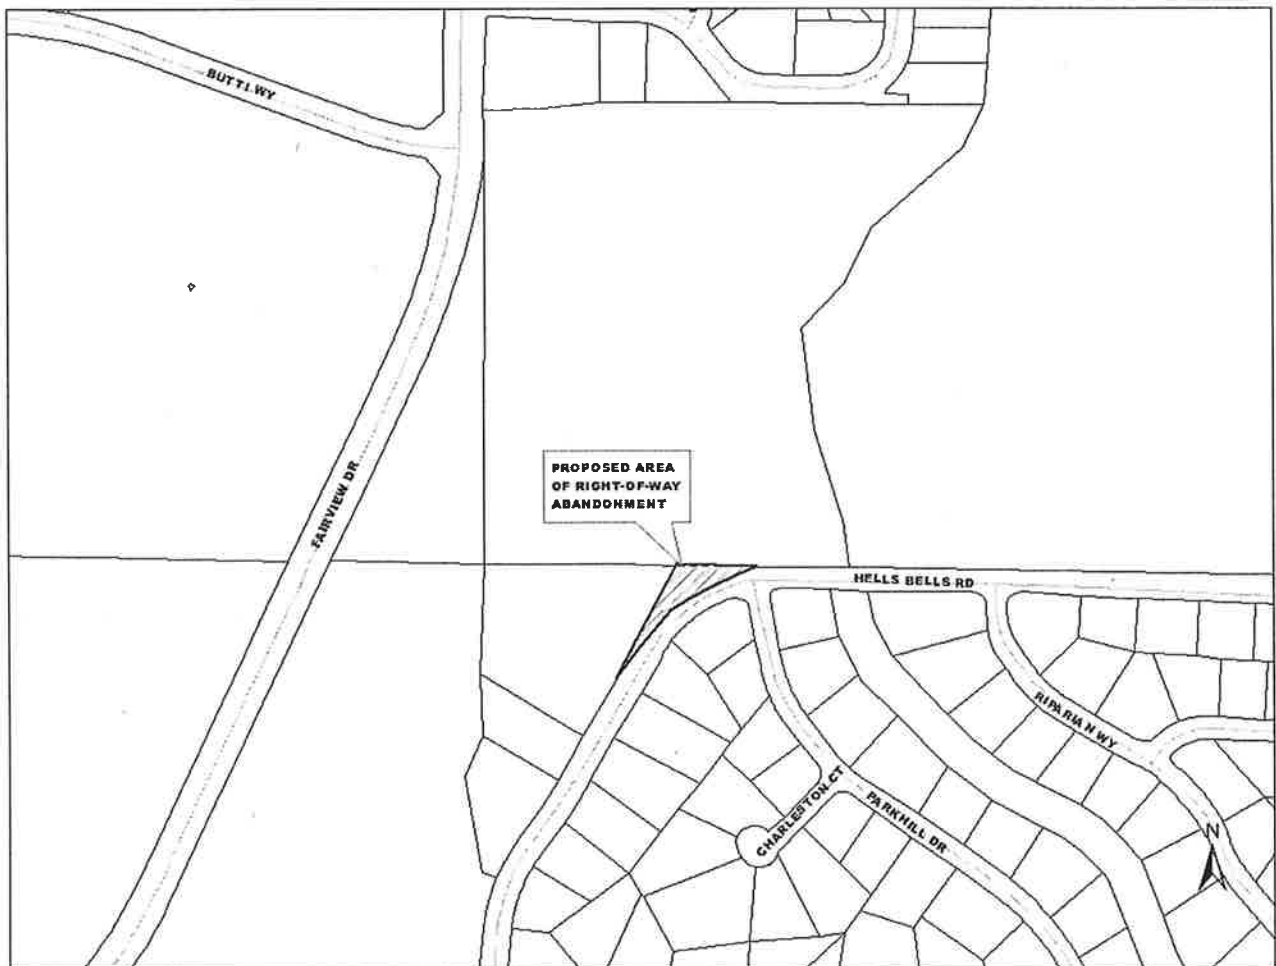 BUTTI WY
FAIRVIEW DR
PROPOSED AREA
OF RIGHT-OF-WAY
ABANDONMENT
HELLS BELLS RD
RIPARIAN WY
CHARLESTON CT
PARKHILL DR
N